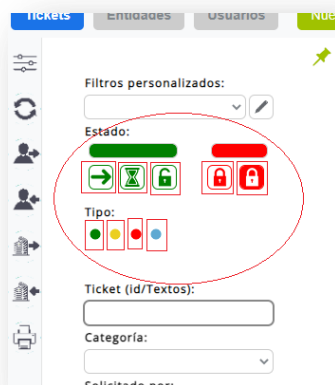 Tickets Entidades Usuarios Nue
Filtros personalizados:
Estado:
Tipo:
Ticket (id/Textos):
Categoría:
Solicitado por: